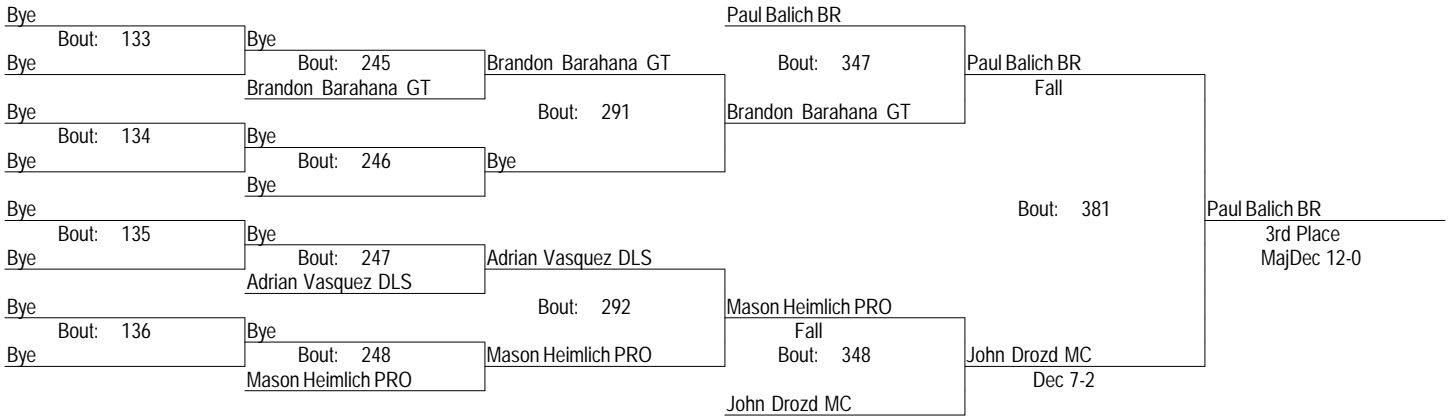 Bye Paul Balich BR
Bout: 133 Bye
Bye Bout: 245 Brandon Barahana GT Bout: 347 Paul Balich BR
Brandon Barahana GT Fall
Bye Bout: 291 Brandon Barahana GT
Bout: 134 Bye
Bye Bout: 246 Bye
Bye
Bye Bout: 381 Paul Balich BR
Bout: 135 Bye 3rd Place
Bye Bout: 247 Adrian Vasquez DLS MajDec 12-0
Adrian Vasquez DLS
Bye Bout: 292 Mason Heimlich PRO
Bout: 136 Bye Fall
Bye Bout: 248 Mason Heimlich PRO Bout: 348 John Drozd MC
Mason Heimlich PRO Dec 7-2
John Drozd MC